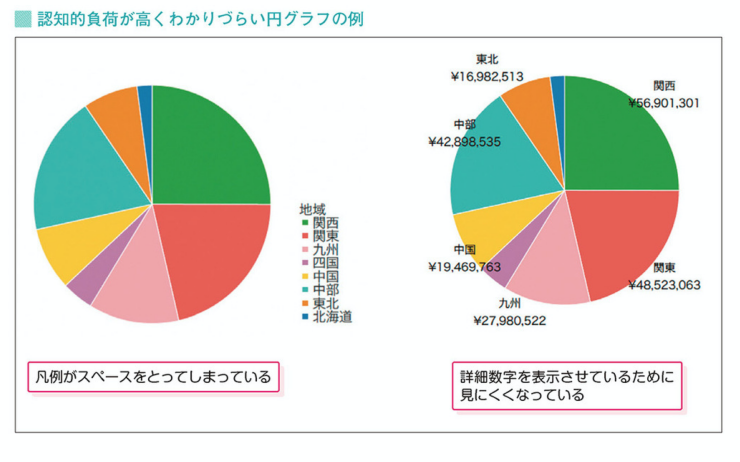 認知的負荷が高くわかりづらい円グラフの例
地域
関西
関東
九州
四国
中国
中部
東北
北海道
凡例がスペースをとってしまっている
東北
¥16,982,513
関西
¥56,901,301
中部
¥42,898,535
中国
¥19,469,763
関東
¥48,523,063
九州
¥27,980,522
詳細数字を表示させているために
見にくくなっている